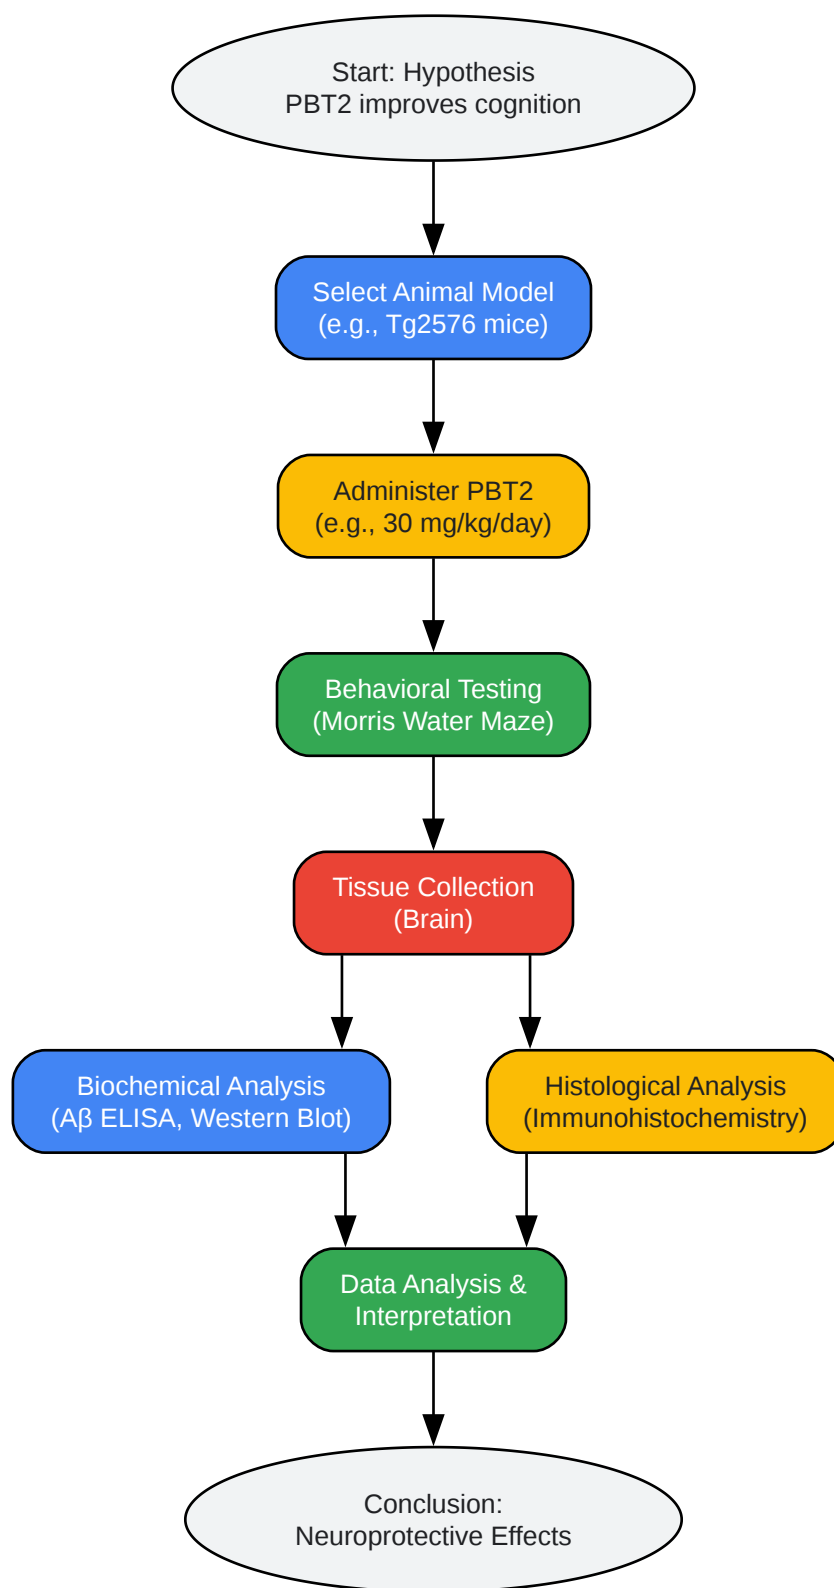 Start: Hypothesis
PBT2 improves cognition
Select Animal Model
(e.g., Tg2576 mice)
Administer PBT2
(e.g., 30 mg/kg/day)
Behavioral Testing
(Morris Water Maze)
Tissue Collection
(Brain)
Biochemical Analysis
(Aβ ELISA, Western Blot)
Histological Analysis
(Immunohistochemistry)
Data Analysis &
Interpretation
Conclusion:
Neuroprotective Effects